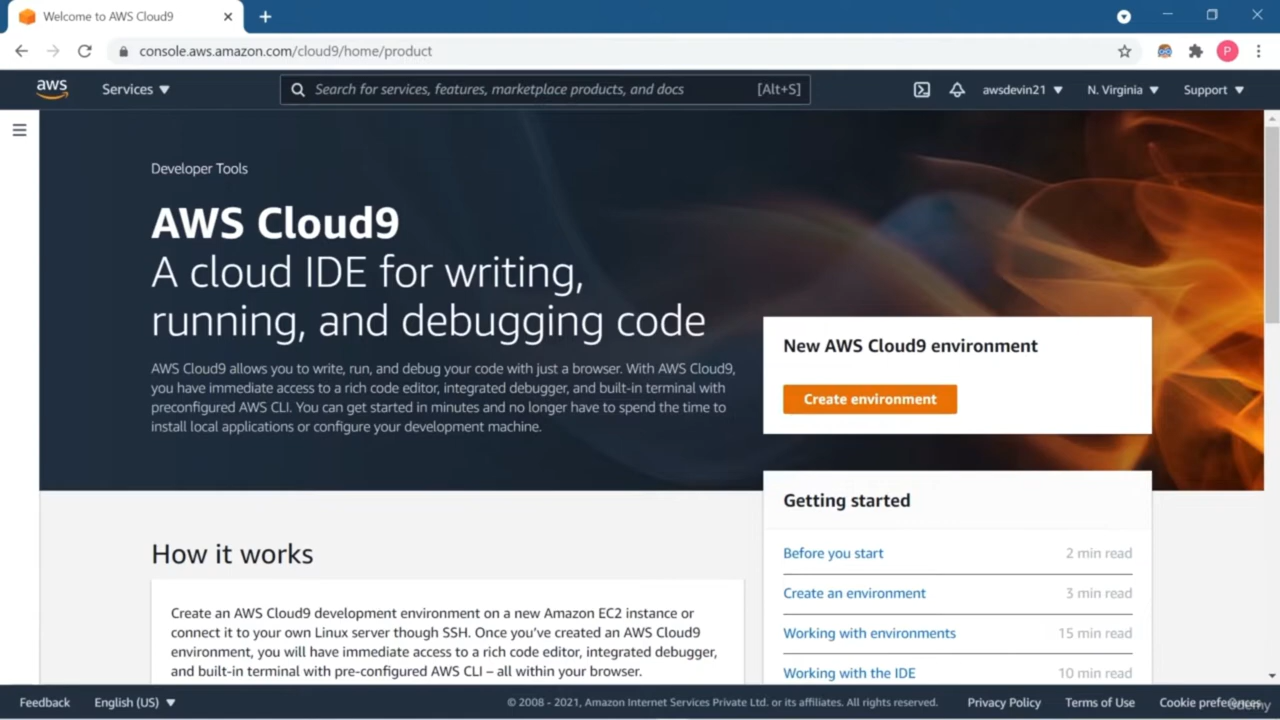 Welcome to AWS Cloud9
console.aws.amazon.com/cloud9/home/product
P
aws
Services
Search for services, features, marketplace products, and docs
[Alt+S]
awsdevin21
N. Virginia
Support
Developer Tools
AWS Cloud9
A cloud IDE for writing,
running, and debugging code
AWS Cloud9 allows you to write, run, and debug your code with just a browser. With AWS Cloud9,
you have immediate access to a rich code editor, integrated debugger, and built-in terminal with
preconfigured AWS CLI. You can get started in minutes and no longer have to spend the time to
install local applications or configure your development machine.
New AWS Cloud9 environment
Create environment
Getting started
Before you start 2 min read
Create an environment 3 min read
Working with environments 15 min read
Working with the IDE 10 min read
How it works
Create an AWS Cloud9 development environment on a new Amazon EC2 instance or
connect it to your own Linux server though SSH. Once you've created an AWS Cloud9
environment, you will have immediate access to a rich code editor, integrated debugger,
and built-in terminal with pre-configured AWS CLI – all within your browser.
Feedback
English (US)
© 2008 - 2021, Amazon Internet Services Private Ltd. or its affiliates. All rights reserved.
Privacy Policy
Terms of Use
Cookie preferences
Udemy